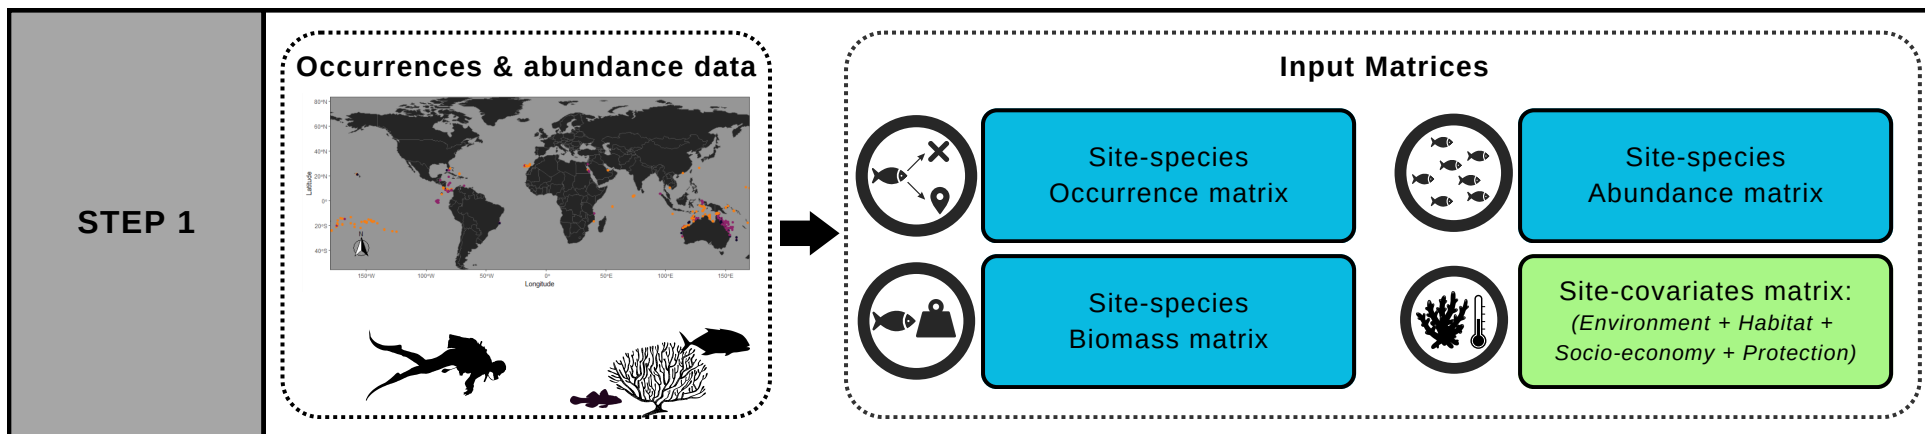 STEP 1
Occurrences & abundance data
80°N
60°N
40°N
20°N
0°
20°S
40°S
Latitude
N
150°W
100°W
50°W
0°
50°E
100°E
150°E
Longitude
Input Matrices
Site-species
Occurrence matrix
Site-species
Abundance matrix
Site-species
Biomass matrix
Site-covariates matrix:
(Environment + Habitat +
Socio-economy + Protection)